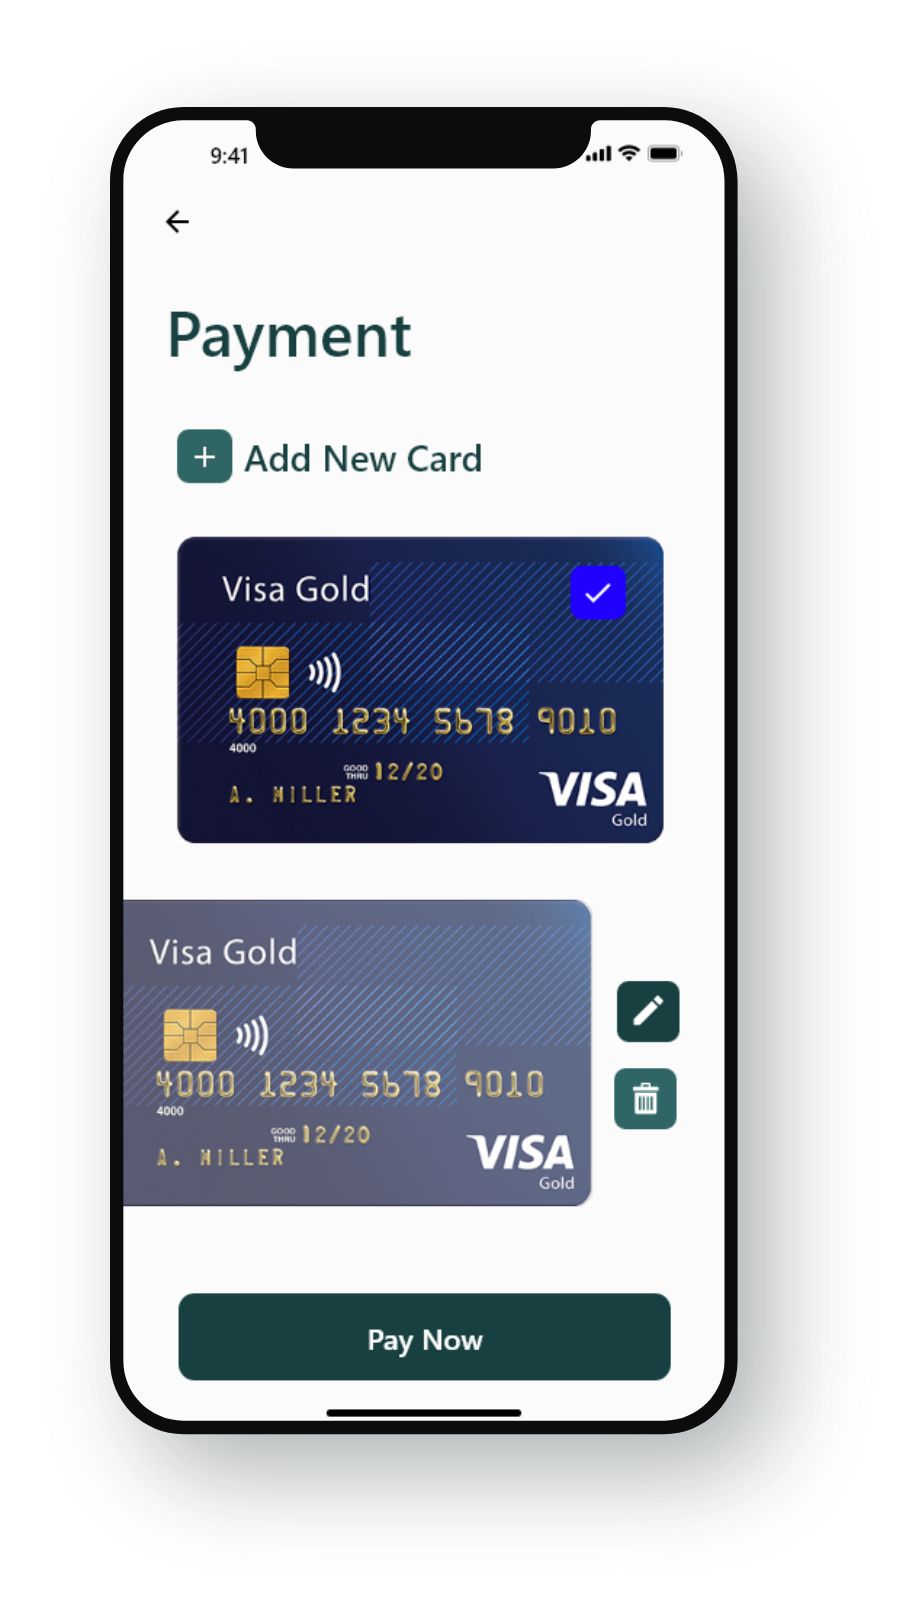 9:41
Payment
Add New Card
Visa Gold
4000 1234 5678 9010
4000
GOOD THRU 12/20
A. MILLER
VISA
Gold
Visa Gold
4000 1234 5678 9010
4000
GOOD THRU 12/20
A. MILLER
VISA
Gold
Pay Now